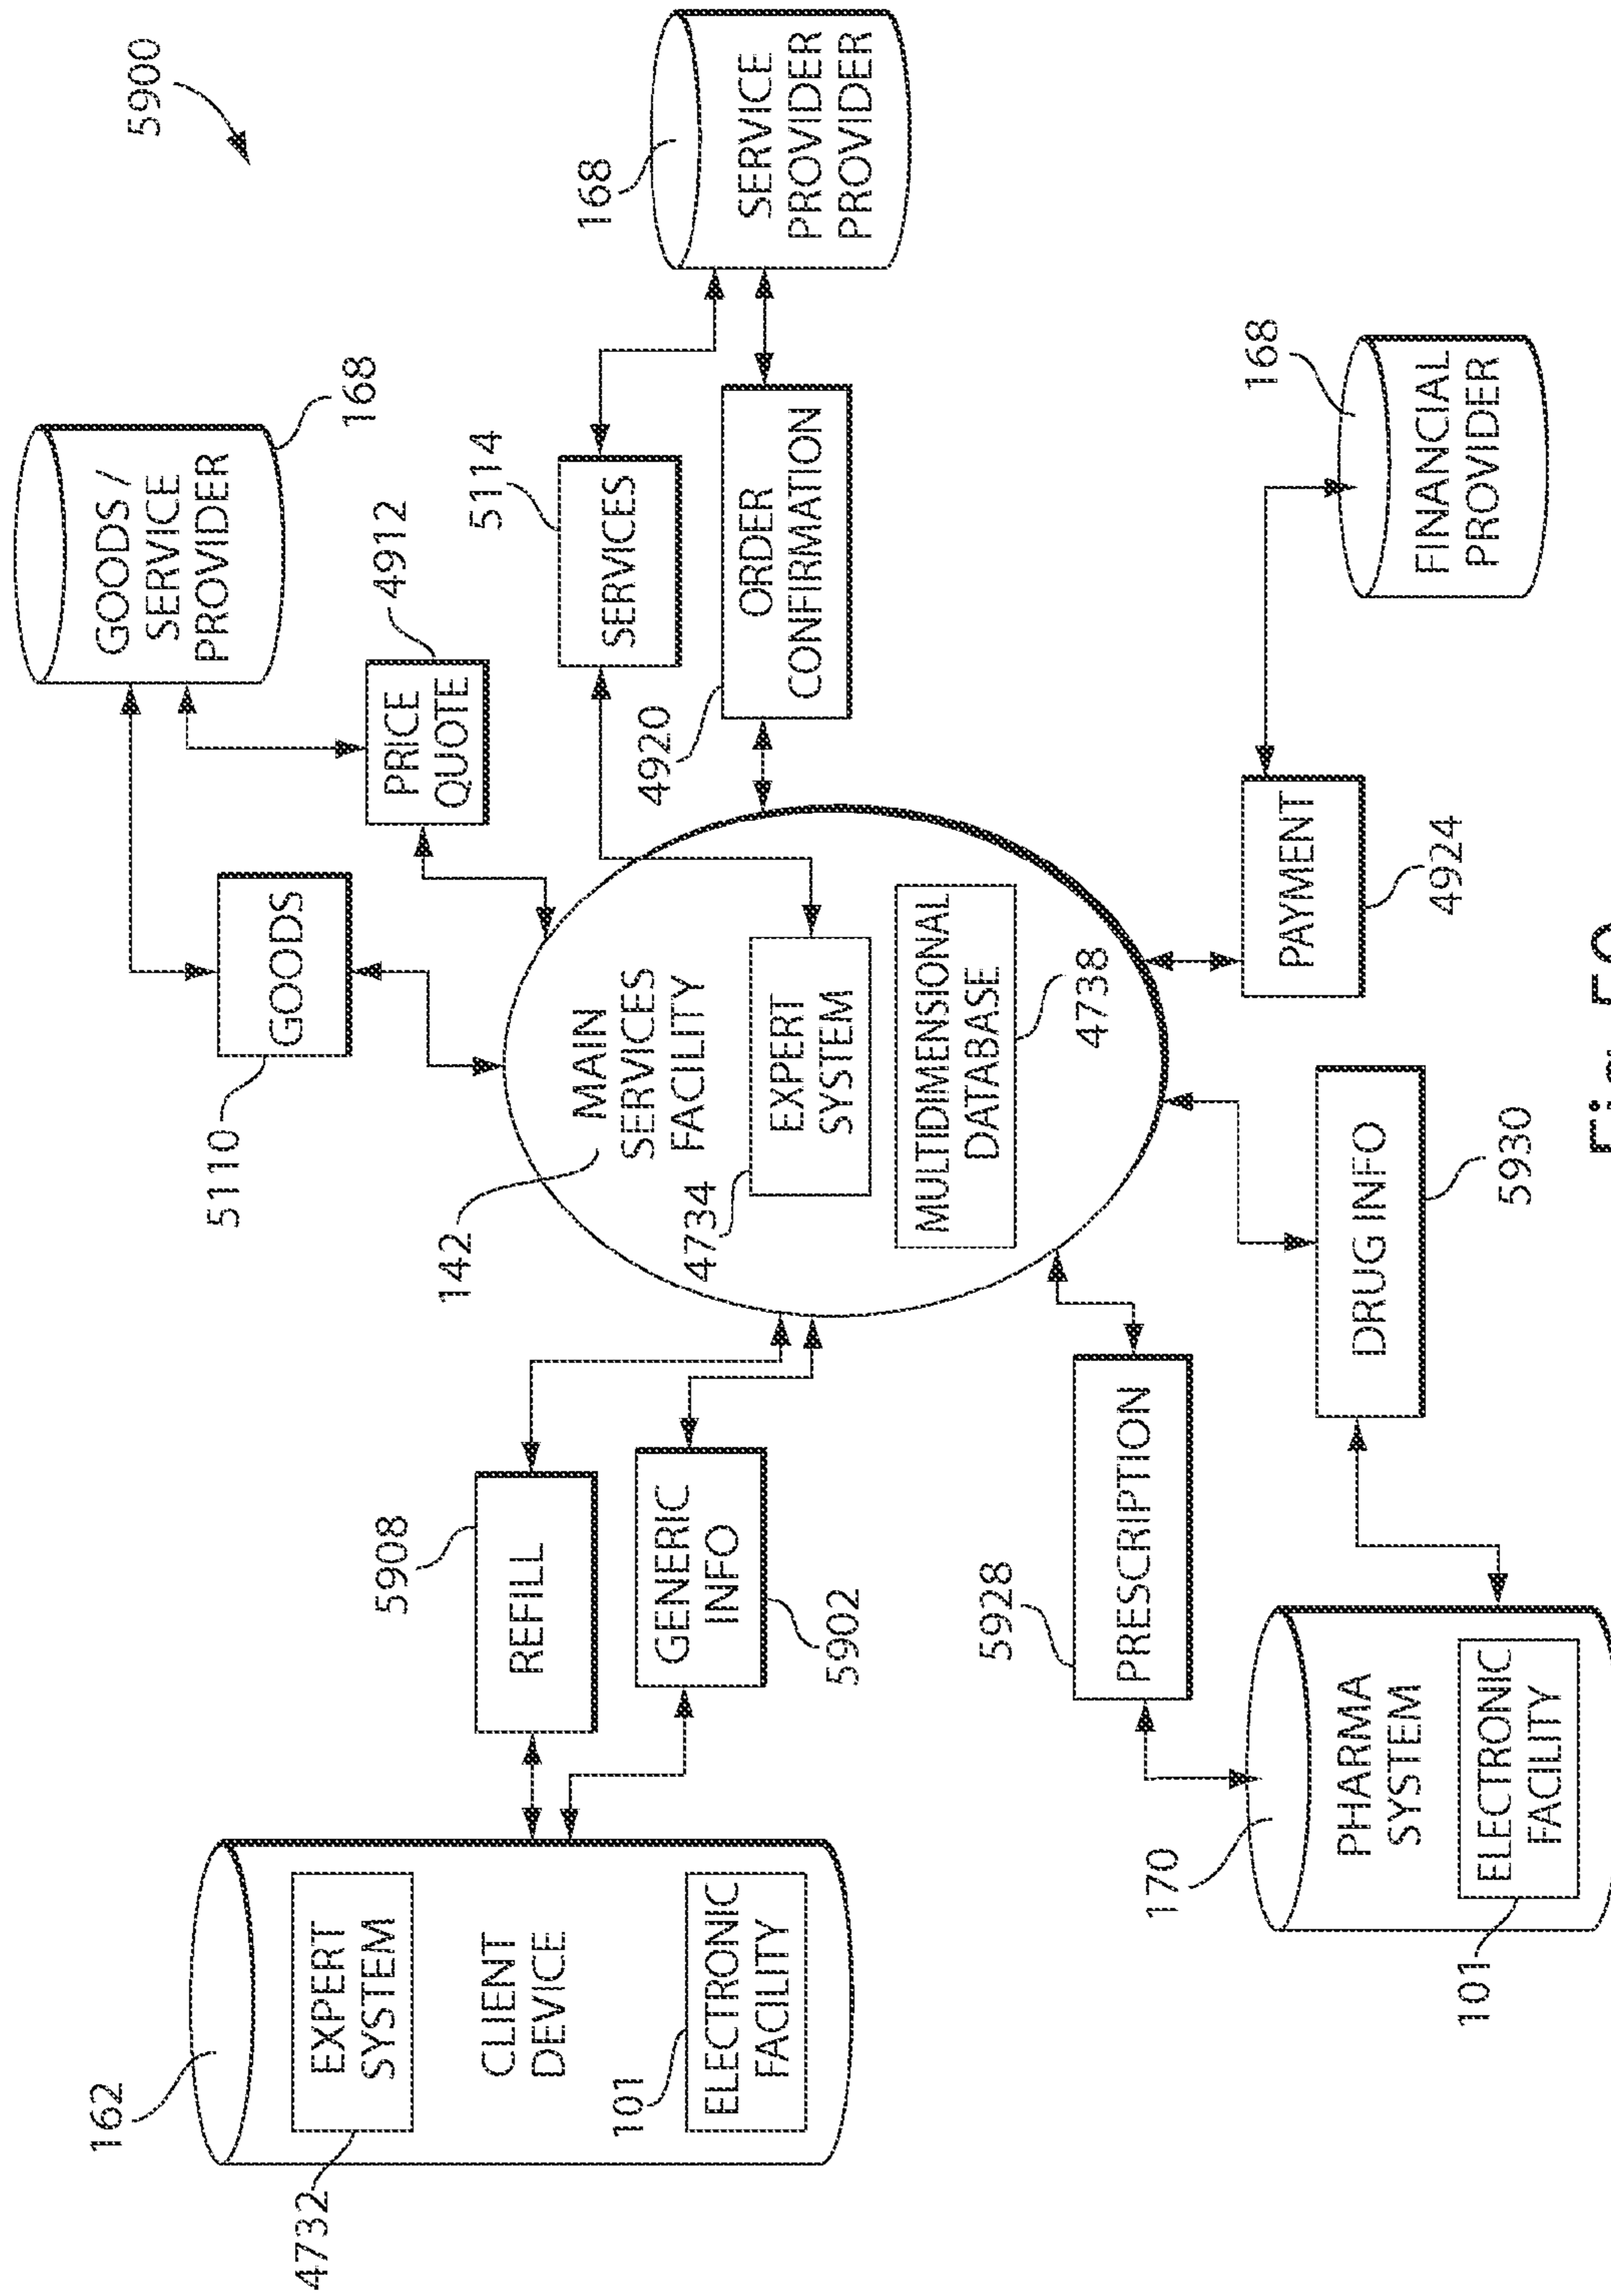 5900
162
EXPERT
SYSTEM
4732
CLIENT
DEVICE
101
ELECTRONIC
FACILITY
5908
REFILL
GENERIC
INFO
5902
5110
GOODS
GOODS /
SERVICE
PROVIDER
168
PRICE
QUOTE
4912
5114
SERVICES
4920
ORDER
CONFIRMATION
168
SERVICE
PROVIDER
PROVIDER
142
MAIN
SERVICES
FACILITY
4734
EXPERT
SYSTEM
MULTIDIMENSIONAL
DATABASE
4738
5928
PRESCRIPTION
170
PHARMA
SYSTEM
101
ELECTRONIC
FACILITY
DRUG INFO
5930
PAYMENT
4924
168
FINANCIAL
PROVIDER